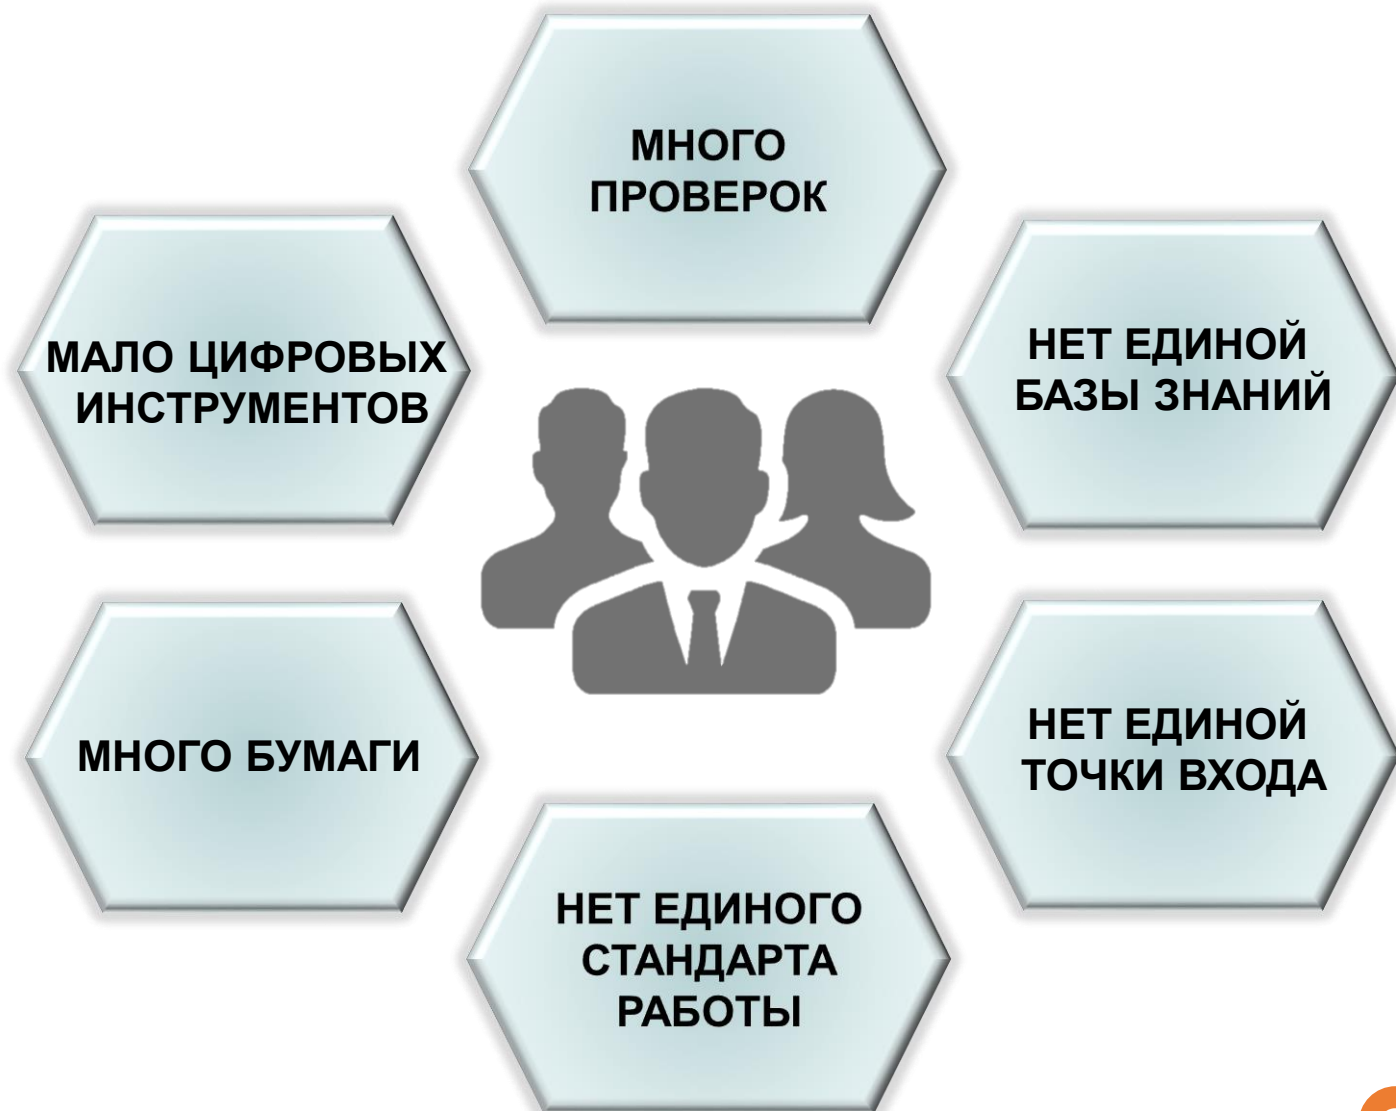 МНОГО
ПРОВЕРОК
МАЛО ЦИФРОВЫХ
ИНСТРУМЕНТОВ
НЕТ ЕДИНОЙ
БАЗЫ ЗНАНИЙ
МНОГО БУМАГИ
НЕТ ЕДИНОЙ
ТОЧКИ ВХОДА
НЕТ ЕДИНОГО
СТАНДАРТА
РАБОТЫ